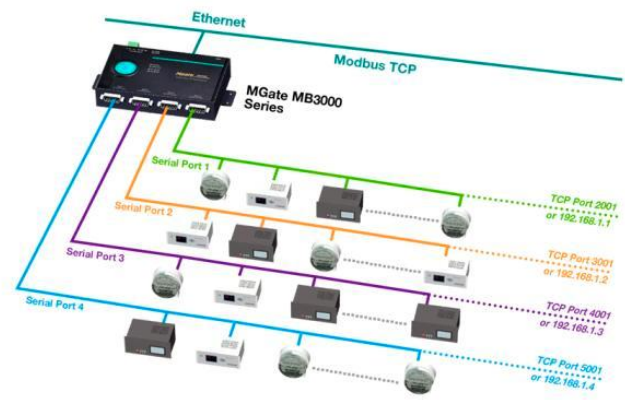 Ethernet
Modbus TCP
MGate MB3000
Series
Serial Port 1
TCP Port 2001
or 192.168.1.1
Serial Port 2
TCP Port 3001
or 192.168.1.2
Serial Port 3
TCP Port 4001
or 192.168.1.3
Serial Port 4
TCP Port 5001
or 192.168.1.4